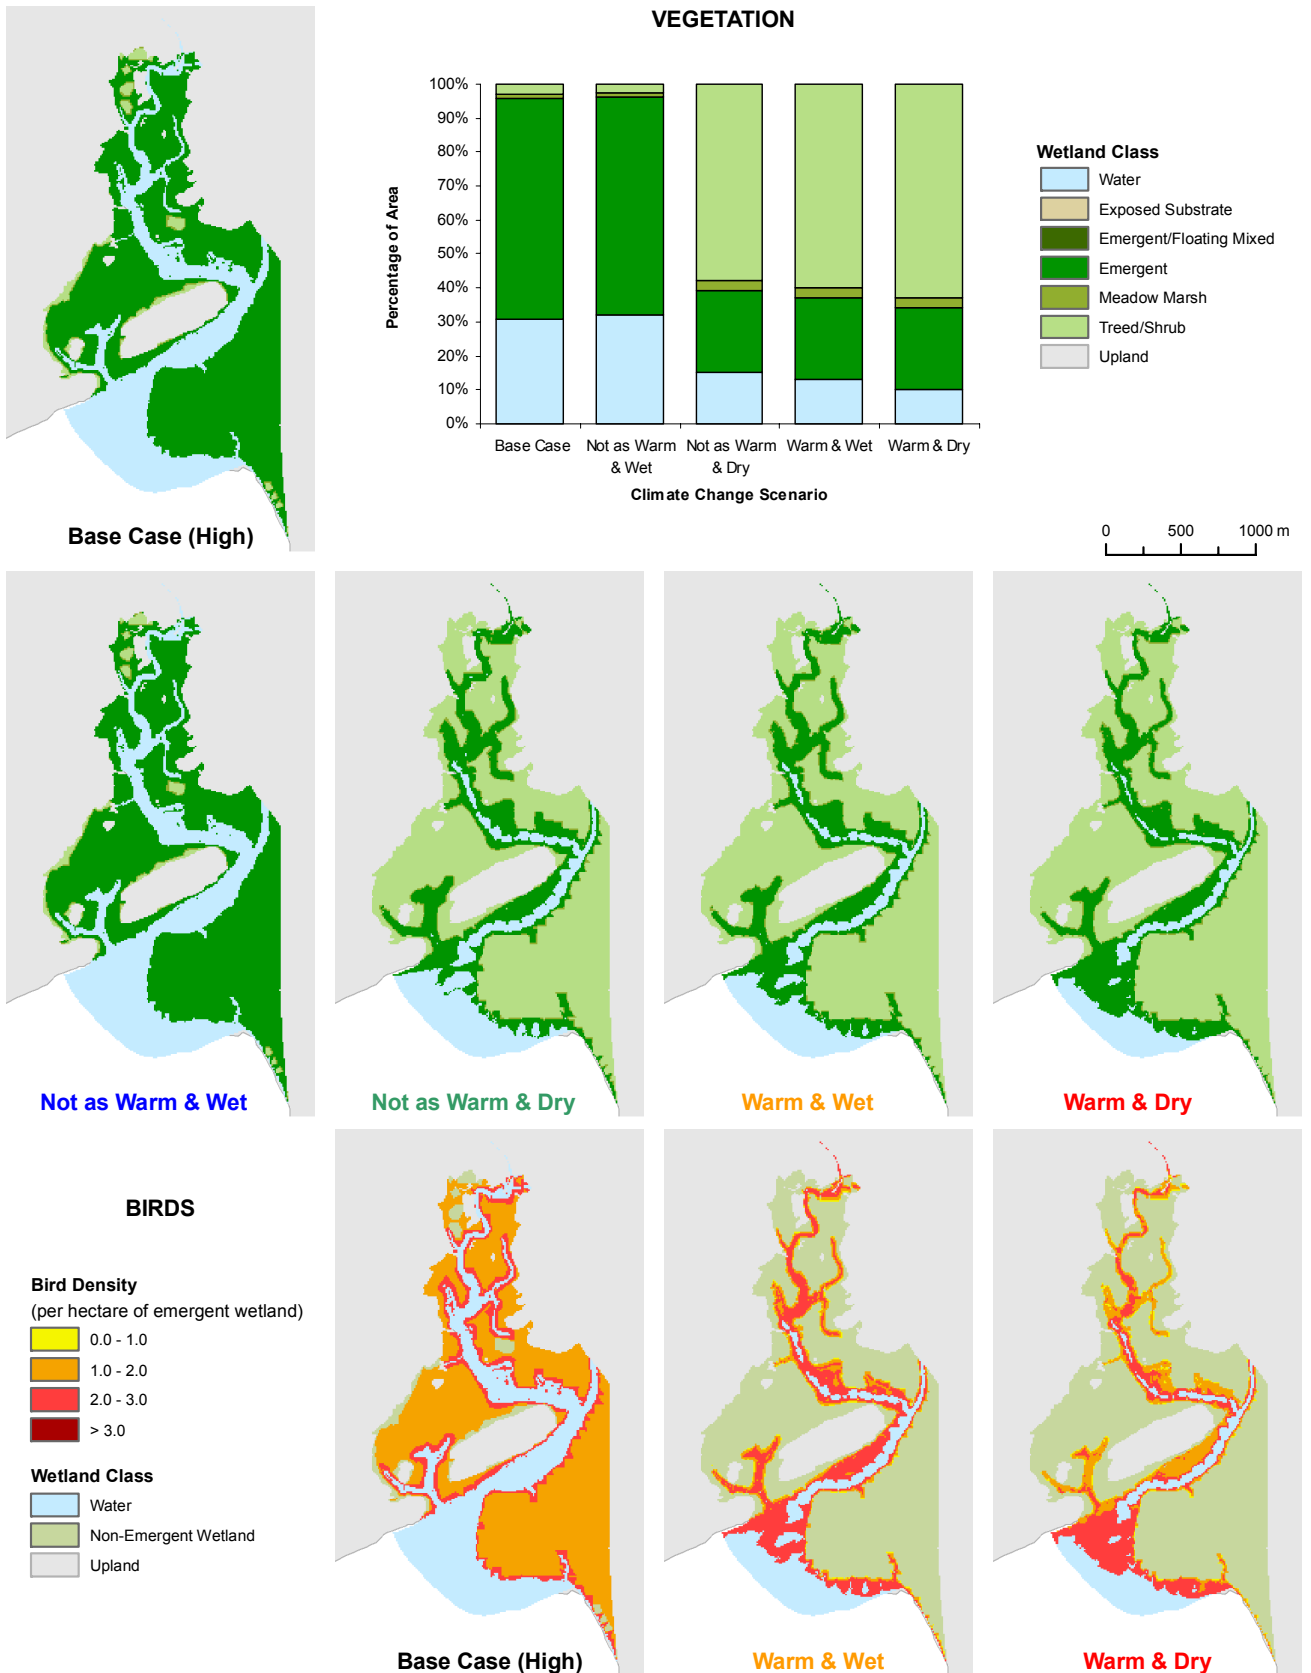 VEGETATION
100%
90%
80%
70%
60%
50%
40%
30%
20%
10%
0%
Percentage of Area
Base Case
Not as Warm & Wet
Not as Warm & Dry
Warm & Wet
Warm & Dry
Climate Change Scenario
Wetland Class
Water
Exposed Substrate
Emergent/Floating Mixed
Emergent
Meadow Marsh
Treed/Shrub
Upland
Base Case (High)
0 500 1000 m
Not as Warm & Wet
Not as Warm & Dry
Warm & Wet
Warm & Dry
BIRDS
Bird Density
(per hectare of emergent wetland)
0.0 - 1.0
1.0 - 2.0
2.0 - 3.0
> 3.0
Wetland Class
Water
Non-Emergent Wetland
Upland
Base Case (High)
Warm & Wet
Warm & Dry